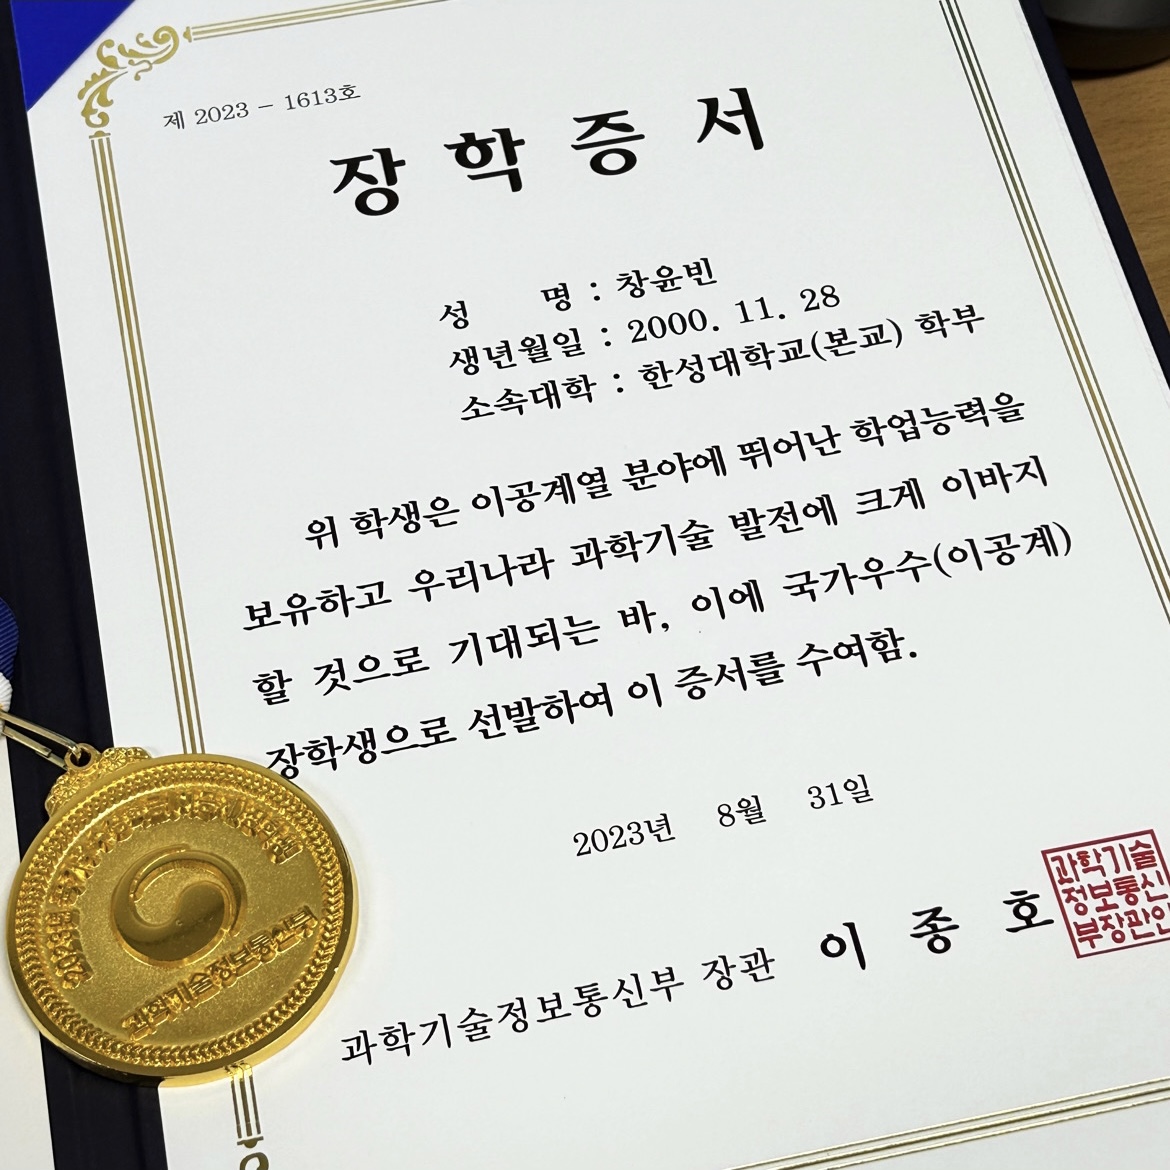 제 2023 - 1613호
장 학 증 서
성 명 : 창윤빈
생년월일 : 2000. 11. 28
소속대학 : 한성대학교(본교) 학부
위 학생은 이공계열 분야에 뛰어난 학업능력을
보유하고 우리나라 과학기술 발전에 크게 이바지
할 것으로 기대되는 바, 이에 국가우수(이공계)
장학생으로 선발하여 이 증서를 수여함.
2023년 8월 31일
과학기술정보통신부 장관 이 종 호
과학기술
정보통신
부장관인
과학기술정보통신부